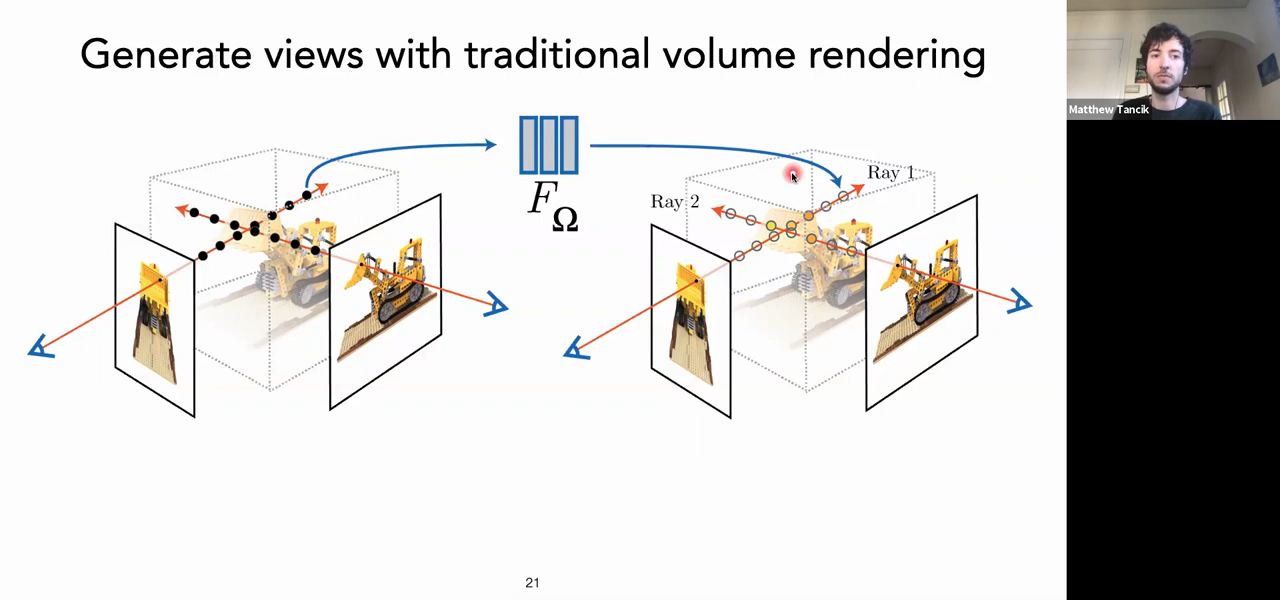 Generate views with traditional volume rendering
Matthew Tancik
Ray 1
Ray 2
F
Ω
21